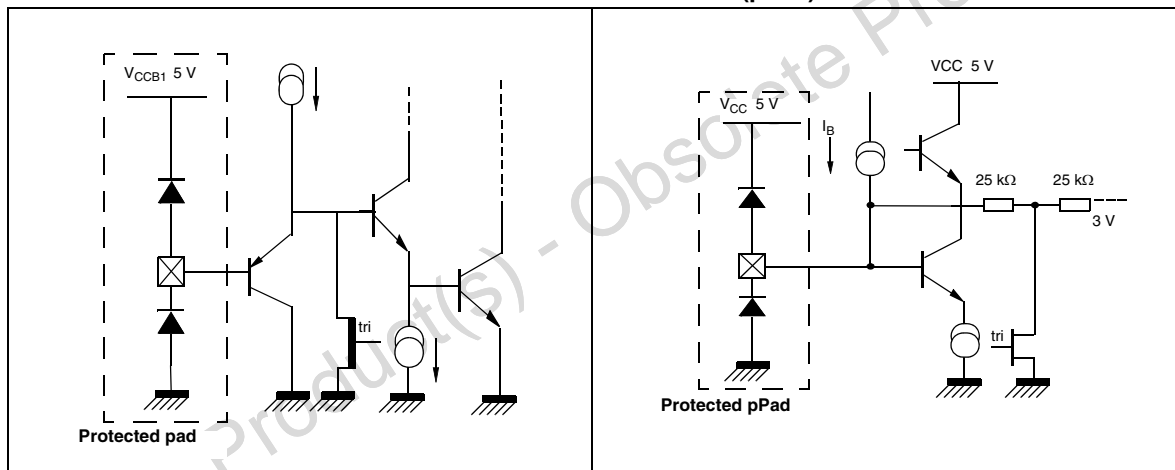 V_CCB1 5 V
tri
Protected pad
VCC 5 V
V_CC 5 V
I_B
25 kΩ
25 kΩ
3 V
tri
Protected pPad
Product(s) - Obsolete